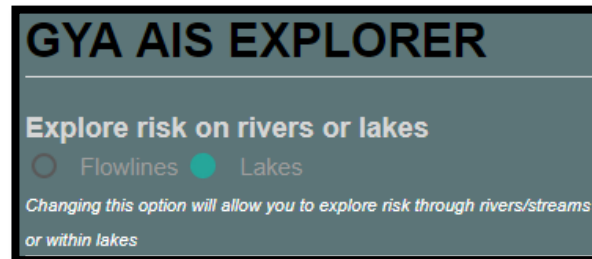 GYA AIS EXPLORER
Explore risk on rivers or lakes
Flowlines Lakes
Changing this option will allow you to explore risk through rivers/streams
or within lakes